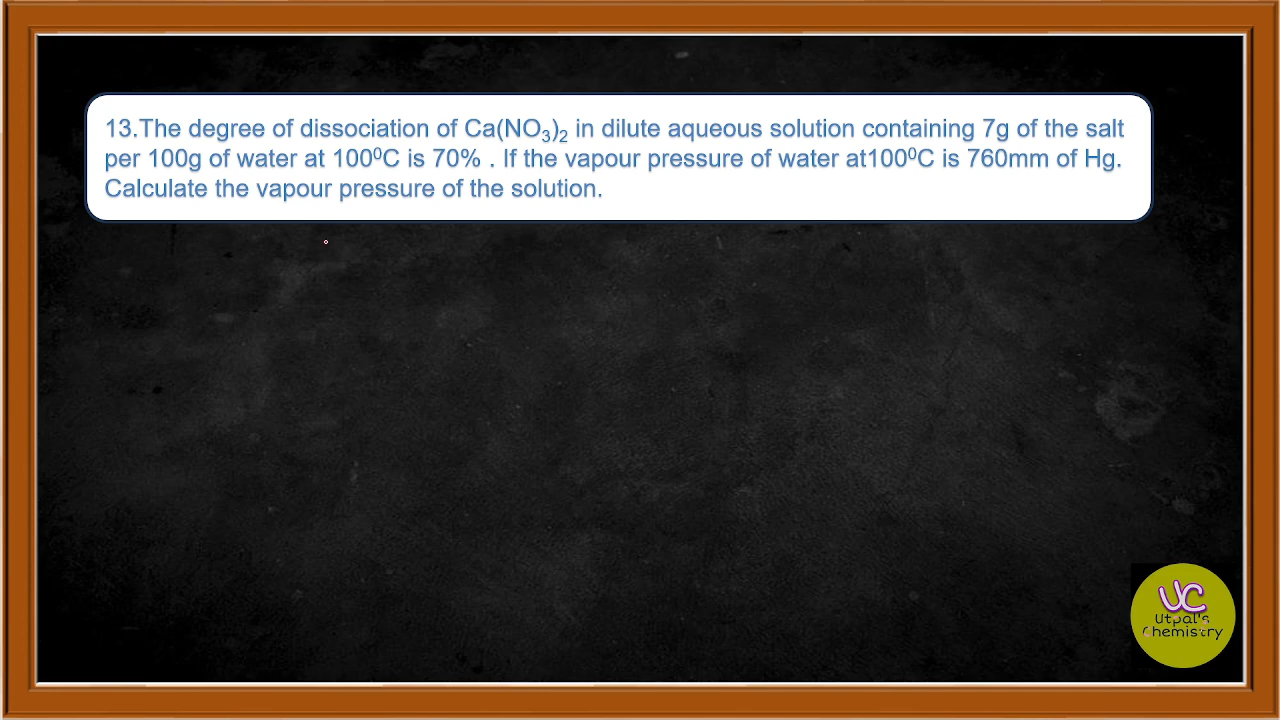 13.The degree of dissociation of Ca(NO₃)₂ in dilute aqueous solution containing 7g of the salt
per 100g of water at 100⁰C is 70% . If the vapour pressure of water at100⁰C is 760mm of Hg.
Calculate the vapour pressure of the solution.
UC
Utpal's
Chemistry